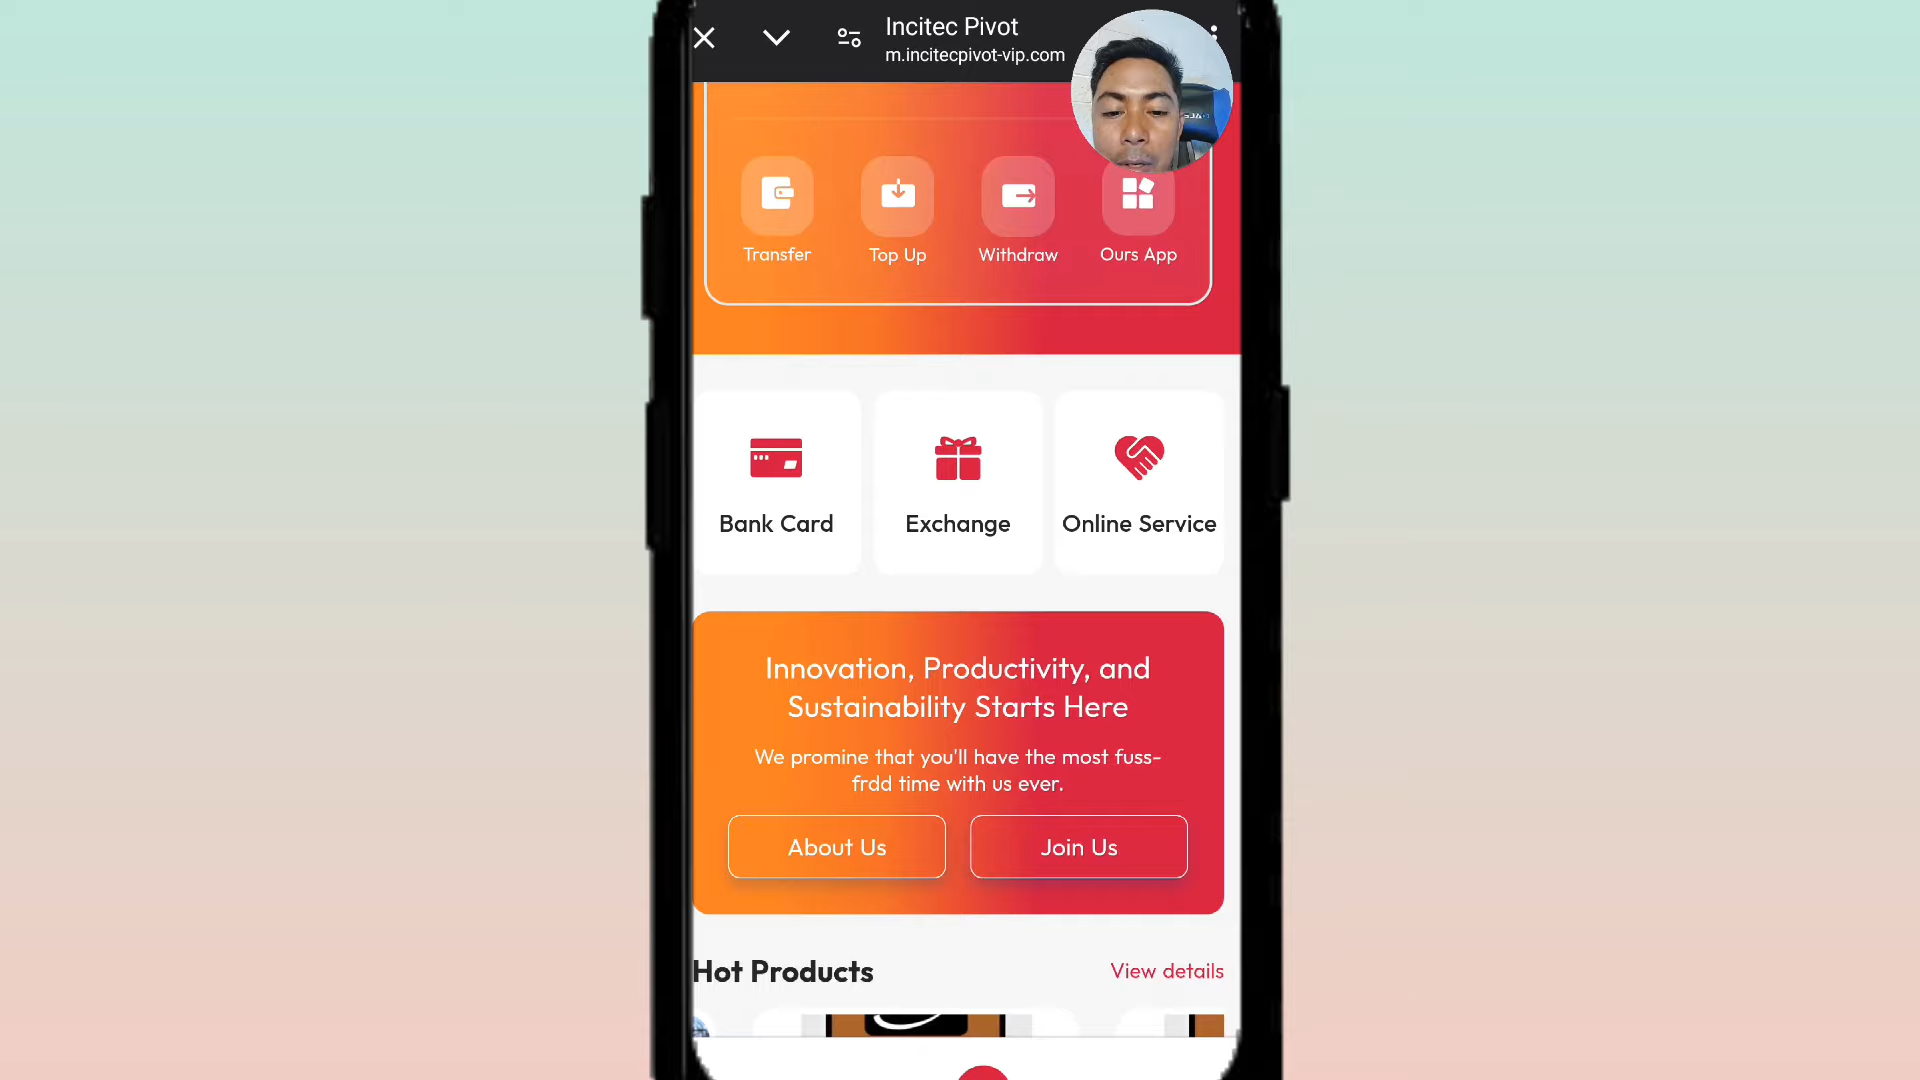 Incitec Pivot
m.incitecpivot-vip.com
Transfer
Top Up
Withdraw
Ours App
Bank Card
Exchange
Online Service
Innovation, Productivity, and
Sustainability Starts Here
We promine that you'll have the most fuss-
frdd time with us ever.
About Us
Join Us
Hot Products
View details